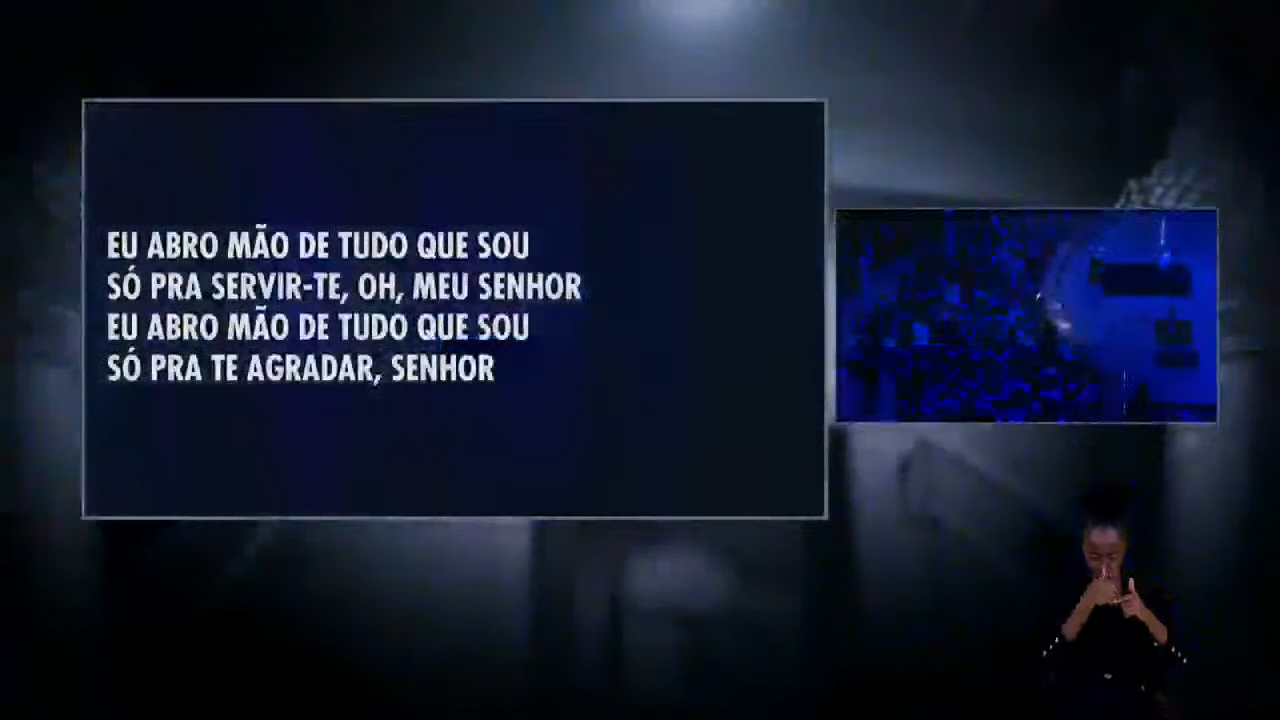 EU ABRO MÃO DE TUDO QUE SOU
SÓ PRA SERVIR-TE, OH, MEU SENHOR
EU ABRO MÃO DE TUDO QUE SOU
SÓ PRA TE AGRADAR, SENHOR